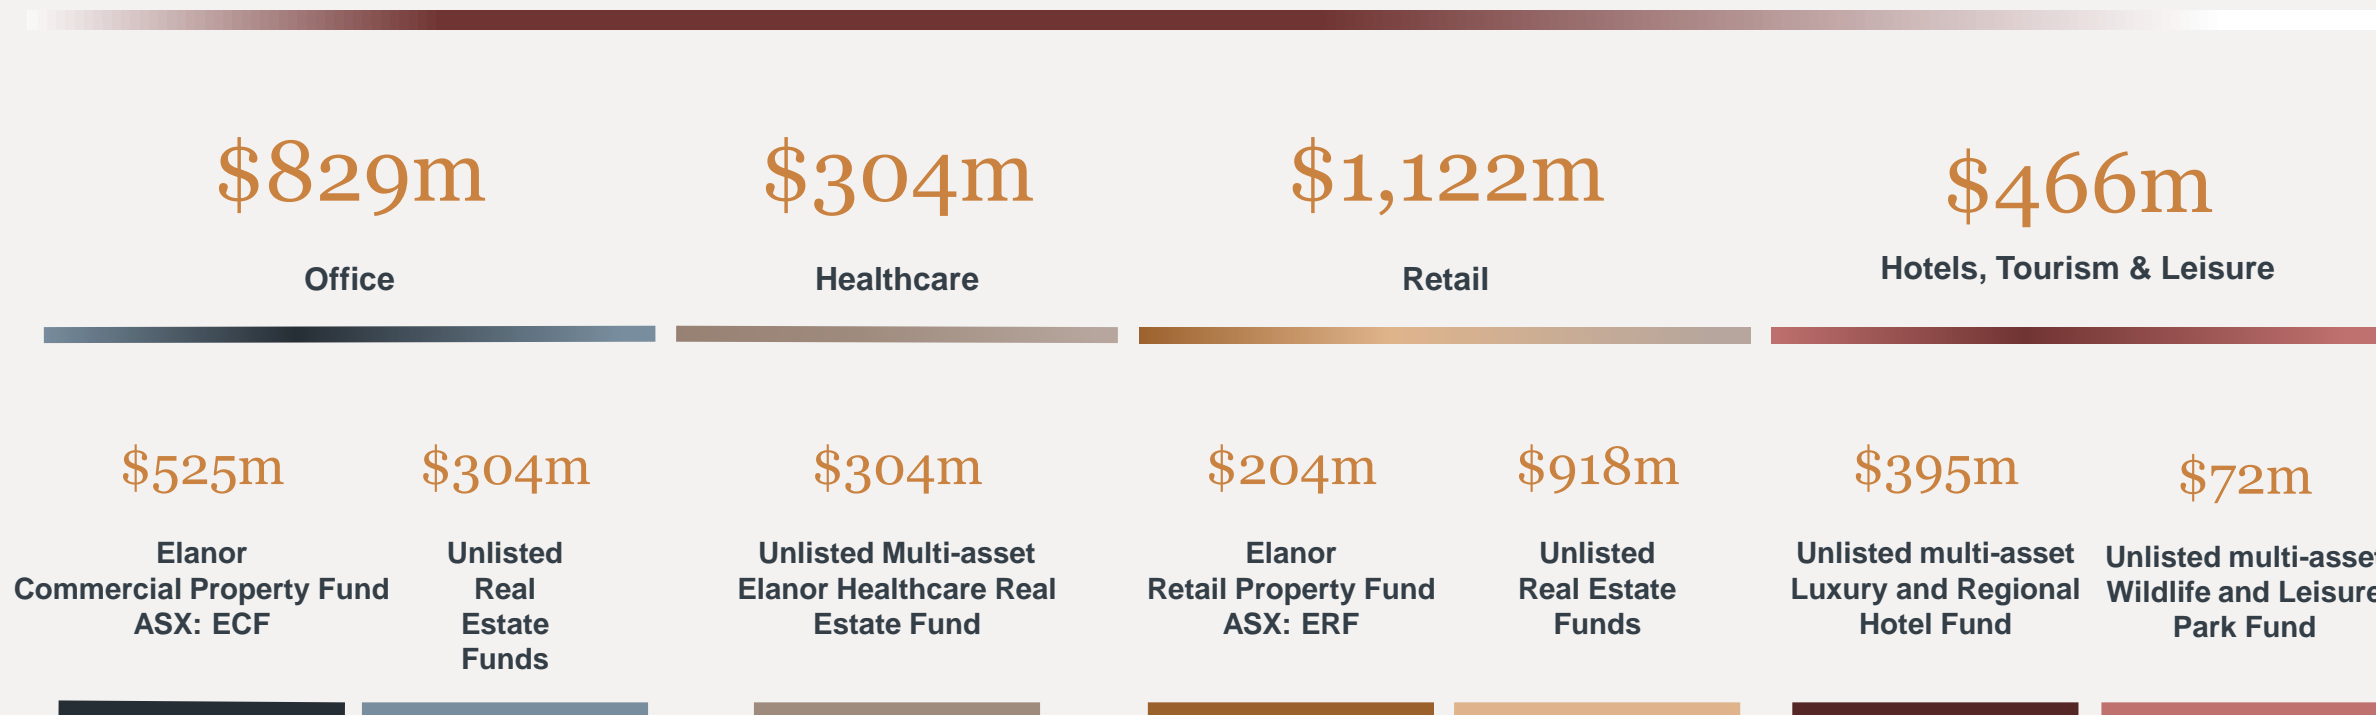 $829m
Office
$304m
Healthcare
$1,122m
Retail
$466m
Hotels, Tourism & Leisure
$525m
Elanor
Commercial Property Fund
ASX: ECF
$304m
Unlisted
Real
Estate
Funds
$304m
Unlisted Multi-asset
Elanor Healthcare Real
Estate Fund
$204m
Elanor
Retail Property Fund
ASX: ERF
$918m
Unlisted
Real Estate
Funds
$395m
Unlisted multi-asset
Luxury and Regional
Hotel Fund
$72m
Unlisted multi-asset
Wildlife and Leisure
Park Fund